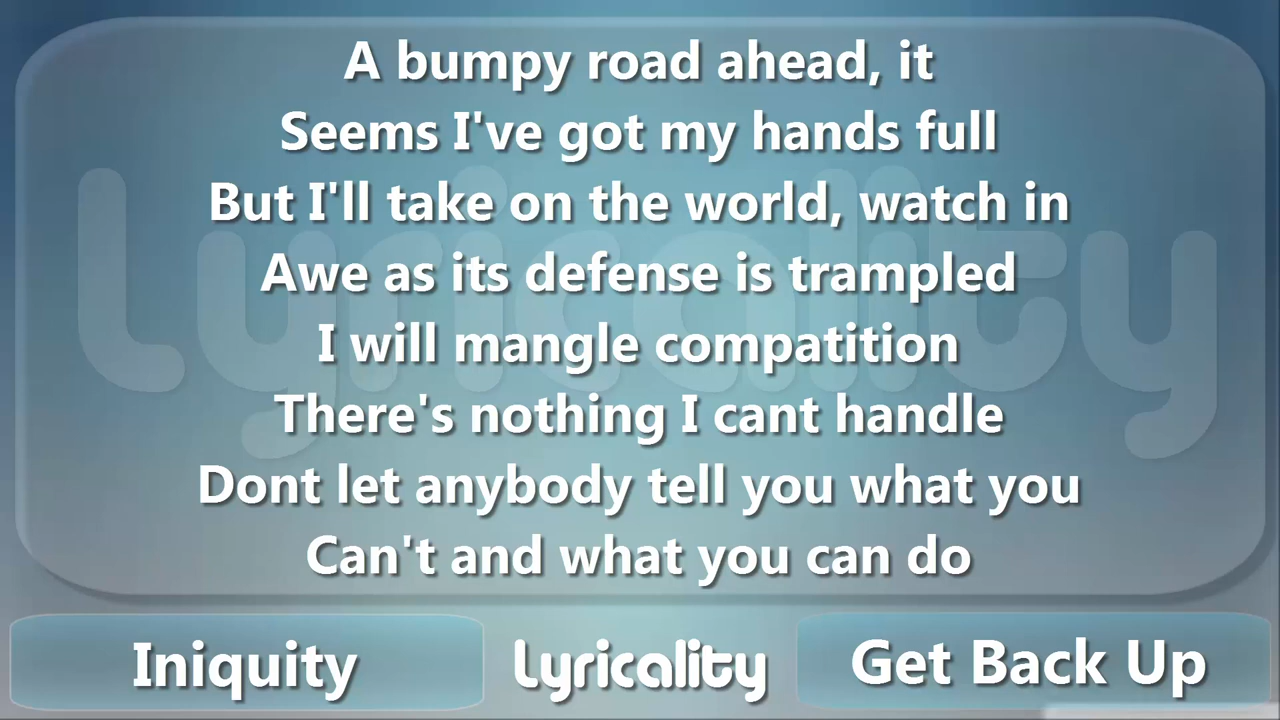 A bumpy road ahead, it
Seems I've got my hands full
But I'll take on the world, watch in
Awe as its defense is trampled
I will mangle compatition
There's nothing I cant handle
Dont let anybody tell you what you
Can't and what you can do
Lyricality
Iniquity
Lyricality
Get Back Up